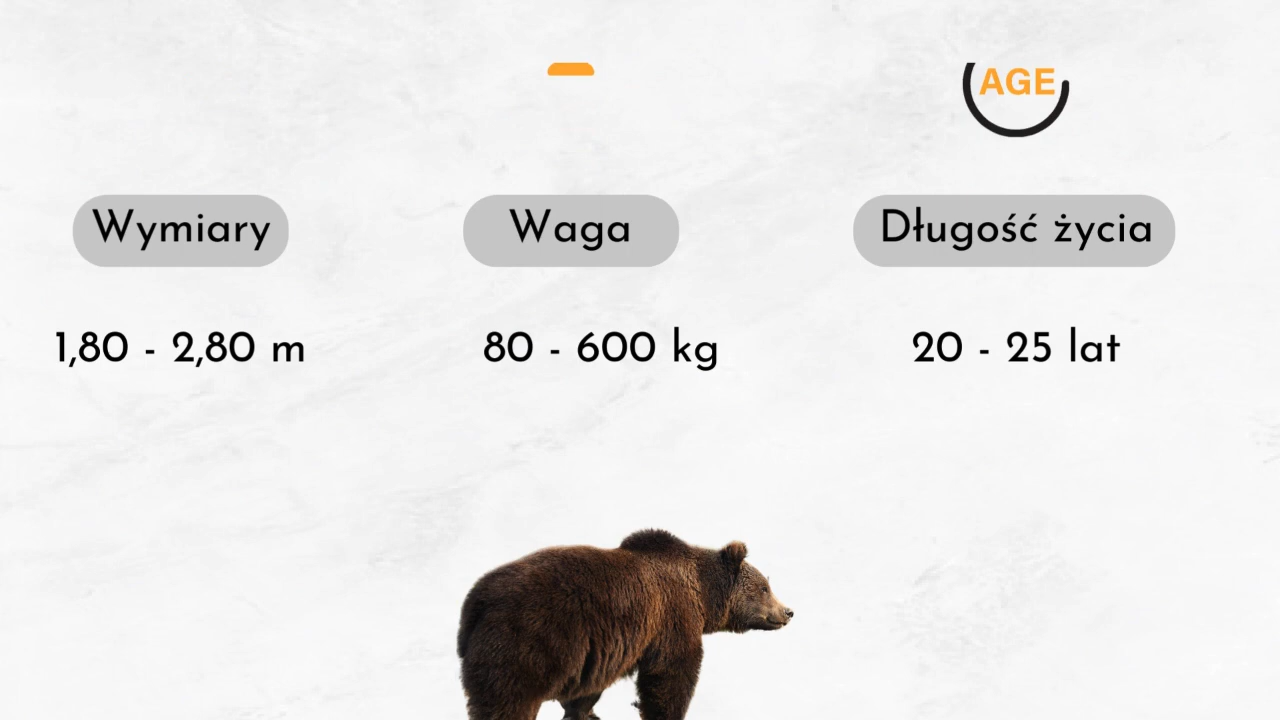 AGE
Wymiary
Waga
Długość życia
1,80 - 2,80 m
80 - 600 kg
20 - 25 lat